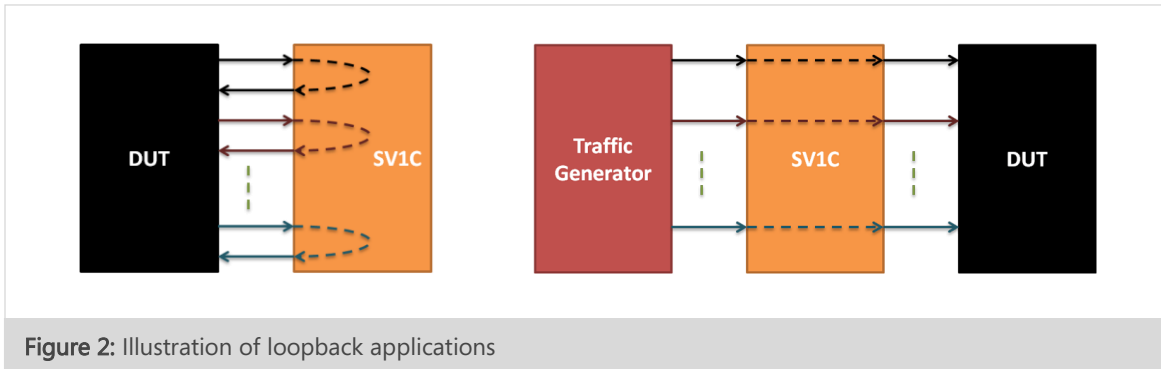 DUT
SV1C
Traffic
Generator
SV1C
DUT
Figure 2: Illustration of loopback applications